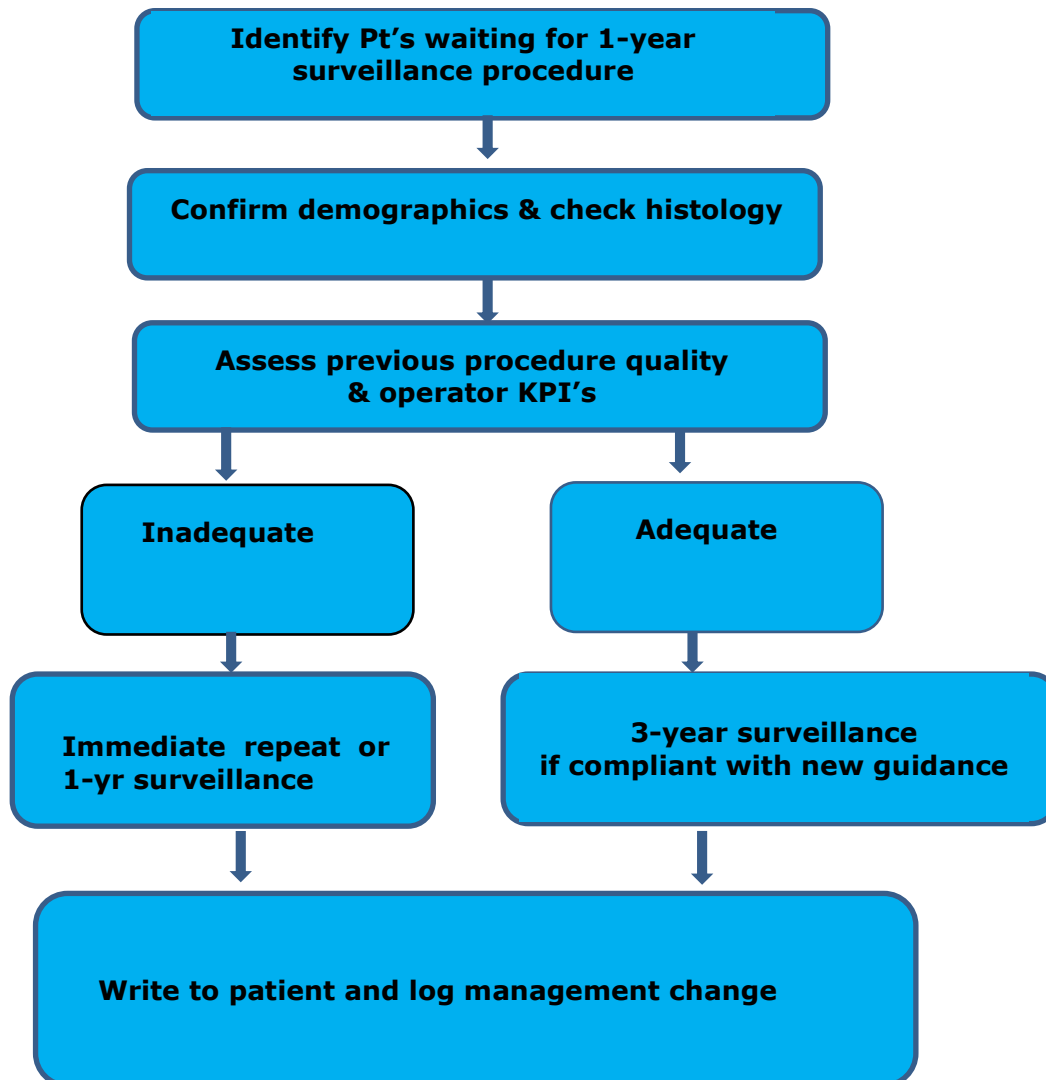 Identify Pt’s waiting for 1-year
surveillance procedure
Confirm demographics & check histology
Assess previous procedure quality
& operator KPI’s
Inadequate
Adequate
Immediate repeat or
1-yr surveillance
3-year surveillance
if compliant with new guidance
Write to patient and log management change